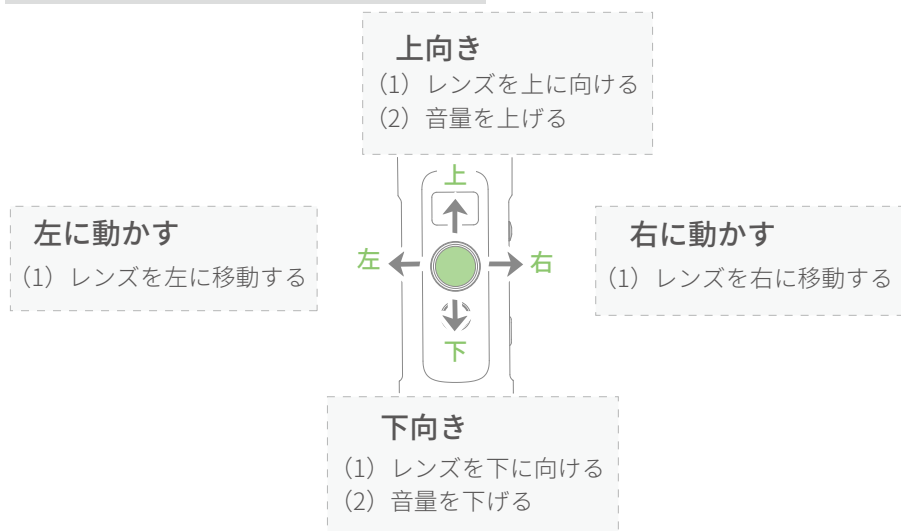 上向き
（1）レンズを上に向ける
（2）音量を上げる
上
左に動かす
（1）レンズを左に移動する
左
右
右に動かす
（1）レンズを右に移動する
下
下向き
（1）レンズを下に向ける
（2）音量を下げる